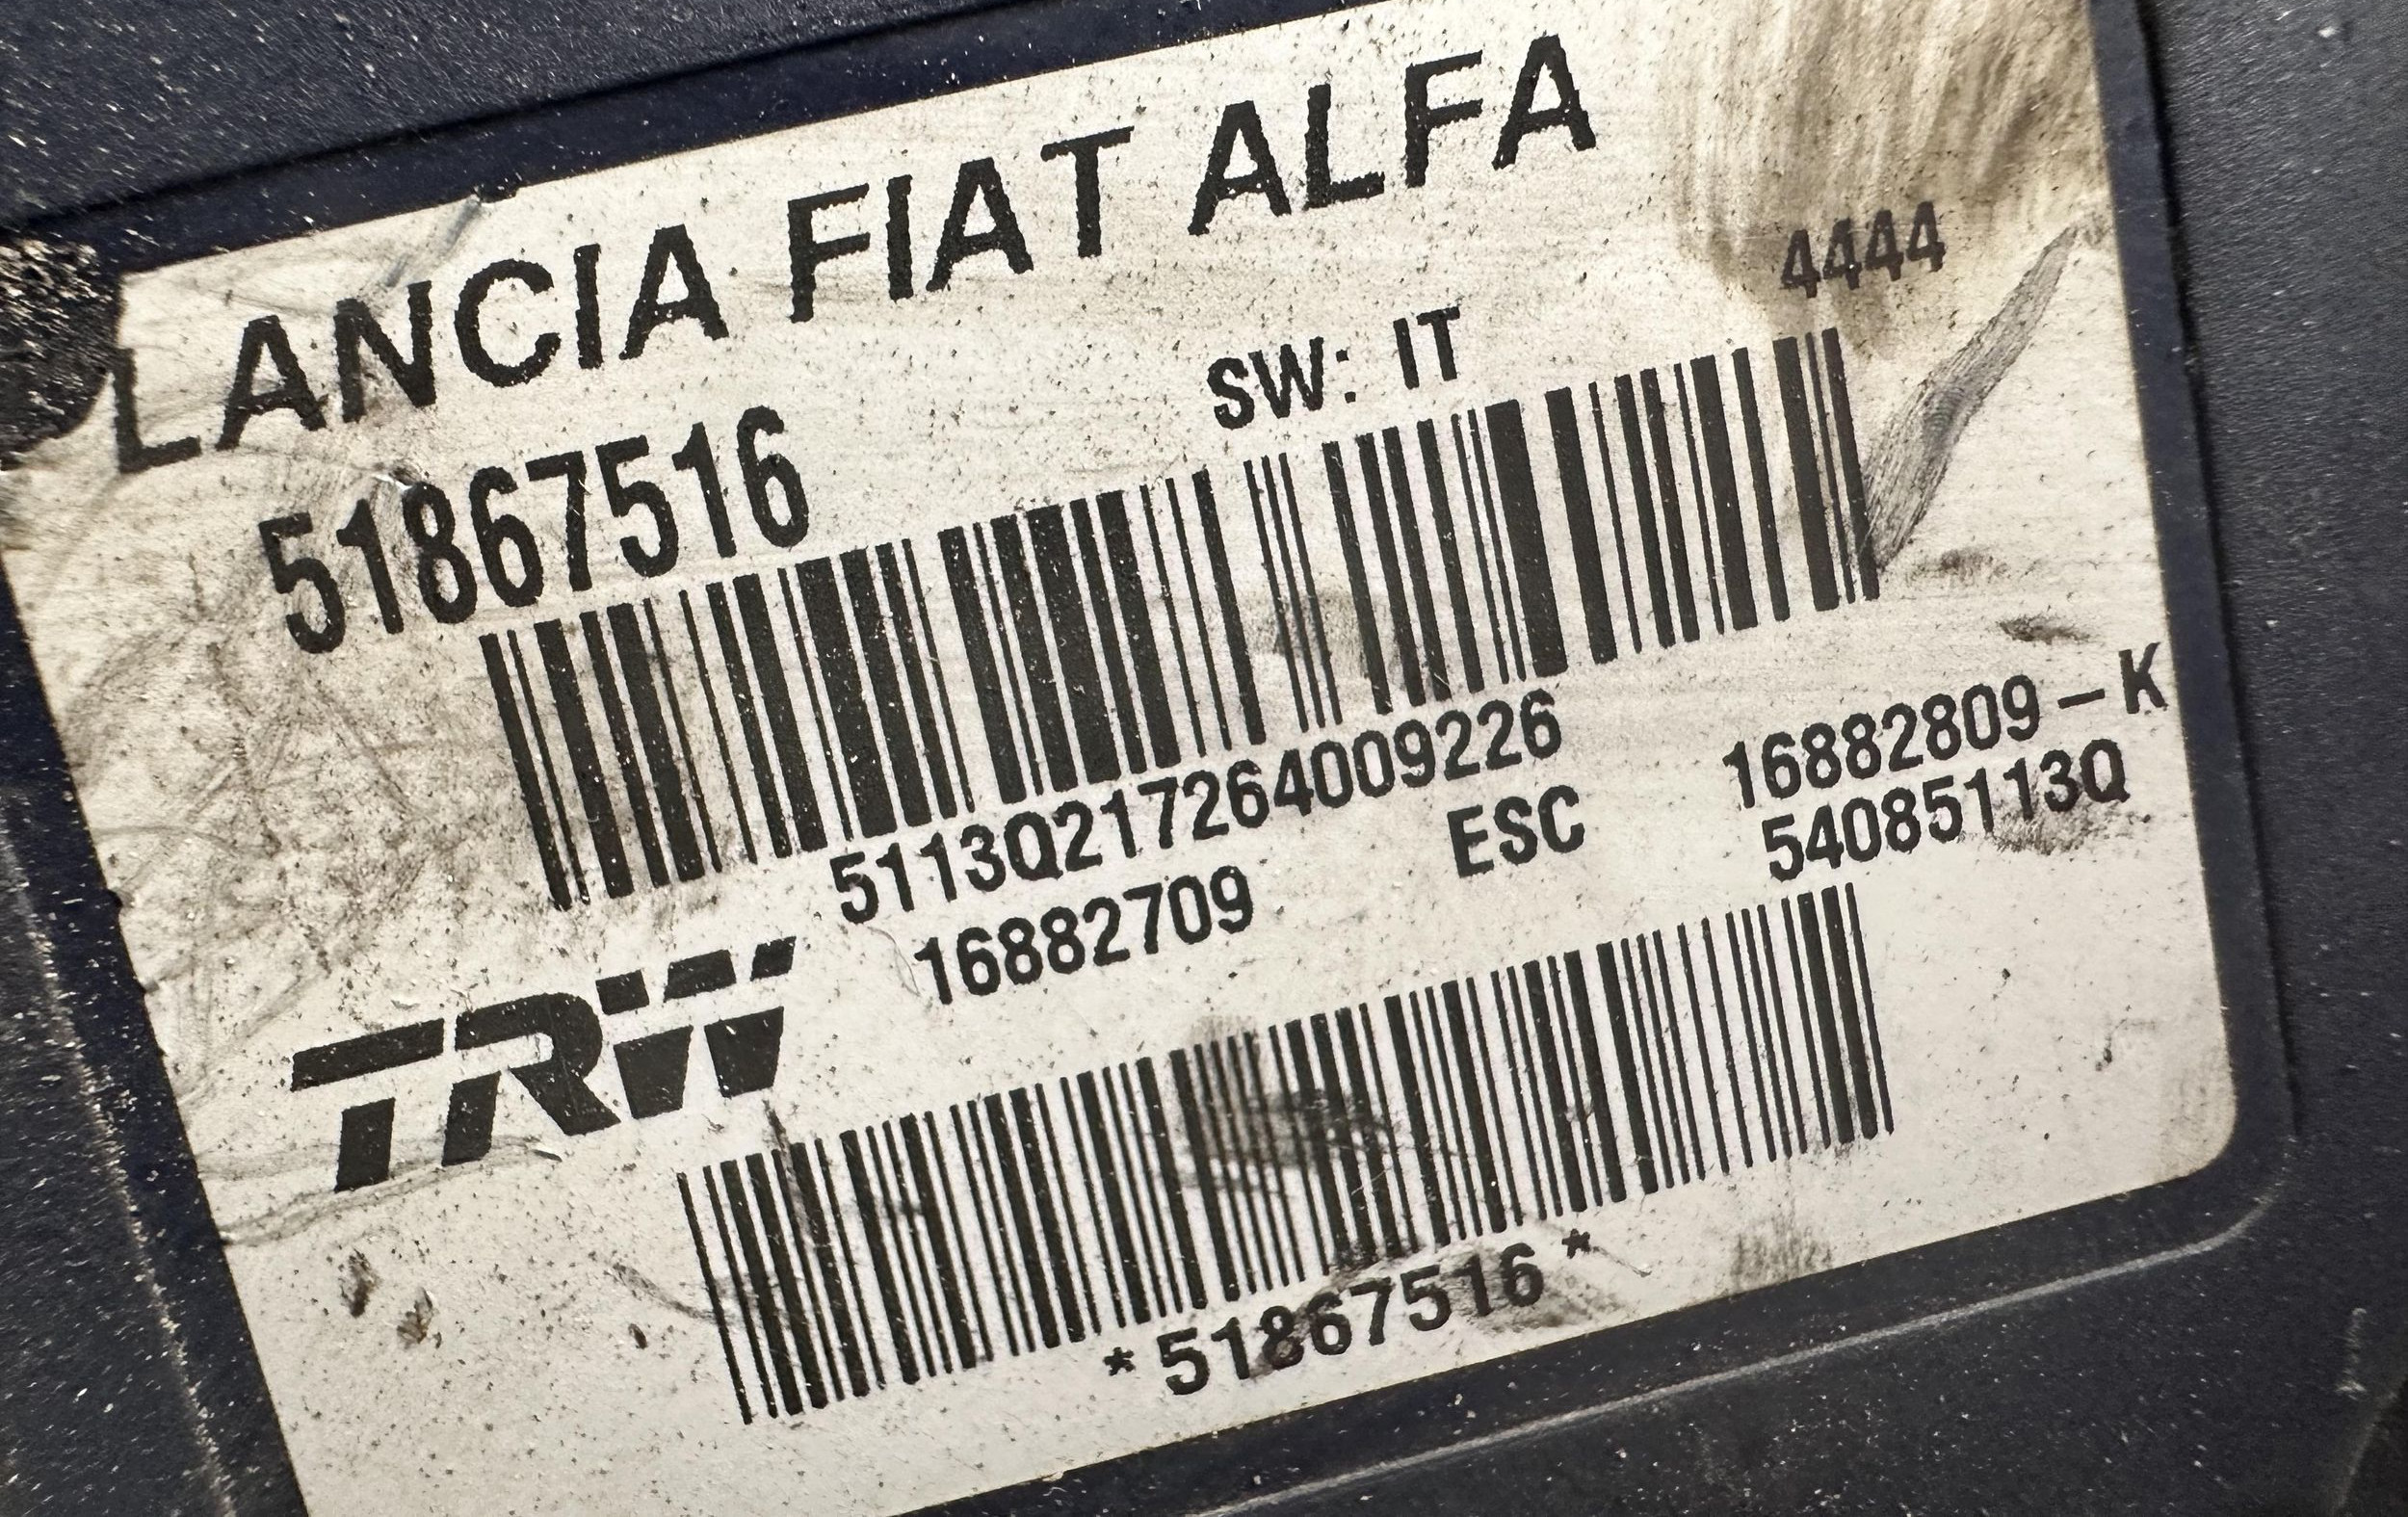 LANCIA FIAT ALFA
4444
51867516 SW: IT
5113Q217264009226
16882809-K
16882709 ESC 54085113Q
TRW
*51867516*